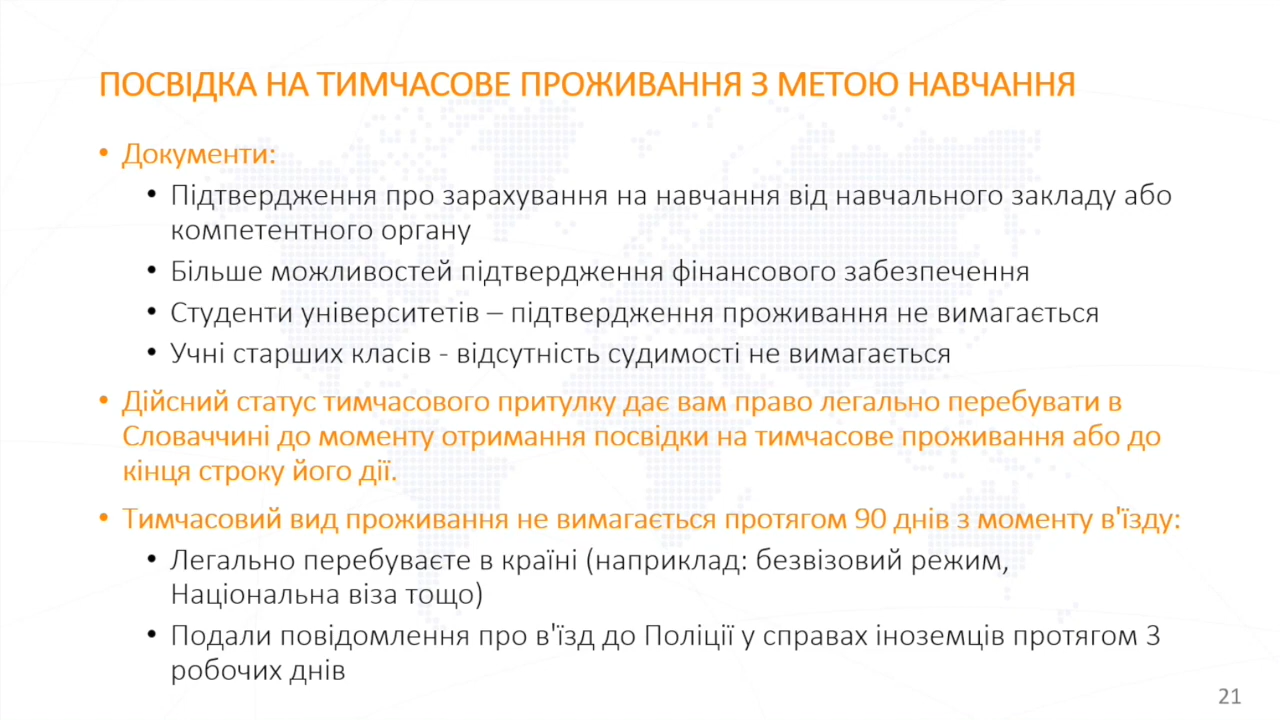 ПОСВІДКА НА ТИМЧАСОВЕ ПРОЖИВАННЯ З МЕТОЮ НАВЧАННЯ
• Документи:
• Підтвердження про зарахування на навчання від навчального закладу або
компетентного органу
• Більше можливостей підтвердження фінансового забезпечення
• Студенти університетів – підтвердження проживання не вимагається
• Учні старших класів - відсутність судимості не вимагається
• Дійсний статус тимчасового притулку дає вам право легально перебувати в
Словаччині до моменту отримання посвідки на тимчасове проживання або до
кінця строку його дії.
• Тимчасовий вид проживання не вимагається протягом 90 днів з моменту в'їзду:
• Легально перебуваєте в країні (наприклад: безвізовий режим,
Національна віза тощо)
• Подали повідомлення про в'їзд до Поліції у справах іноземців протягом 3
робочих днів
21